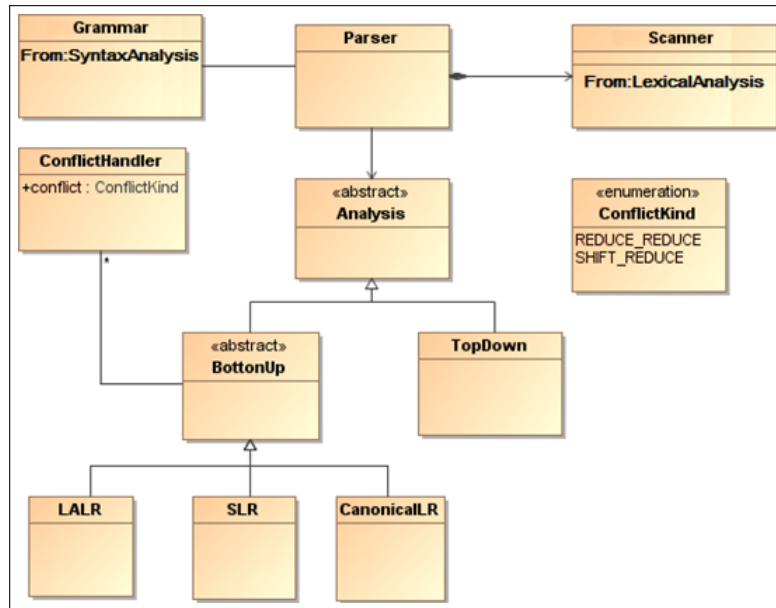 Grammar
From:SyntaxAnalysis
Parser
Scanner
From:LexicalAnalysis
ConflictHandler
+conflict : ConflictKind
*
«abstract»
Analysis
«enumeration»
ConflictKind
REDUCE_REDUCE
SHIFT_REDUCE
«abstract»
BottonUp
TopDown
LALR
SLR
CanonicalLR